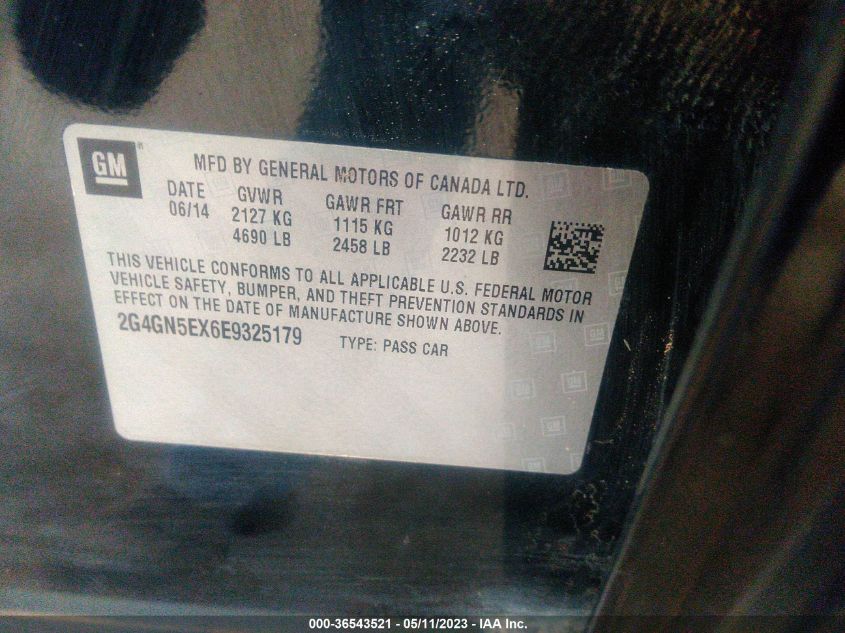 GM
MFD BY GENERAL MOTORS OF CANADA LTD.
DATE GVWR GAWR FRT GAWR RR
06/14 2127 KG 1115 KG 1012 KG
4690 LB 2458 LB 2232 LB
THIS VEHICLE CONFORMS TO ALL APPLICABLE U.S. FEDERAL MOTOR
VEHICLE SAFETY, BUMPER, AND THEFT PREVENTION STANDARDS IN
EFFECT ON THE DATE OF MANUFACTURE SHOWN ABOVE.
2G4GN5EX6E9325179 TYPE: PASS CAR
000-36543521 - 05/11/2023 - IAA Inc.